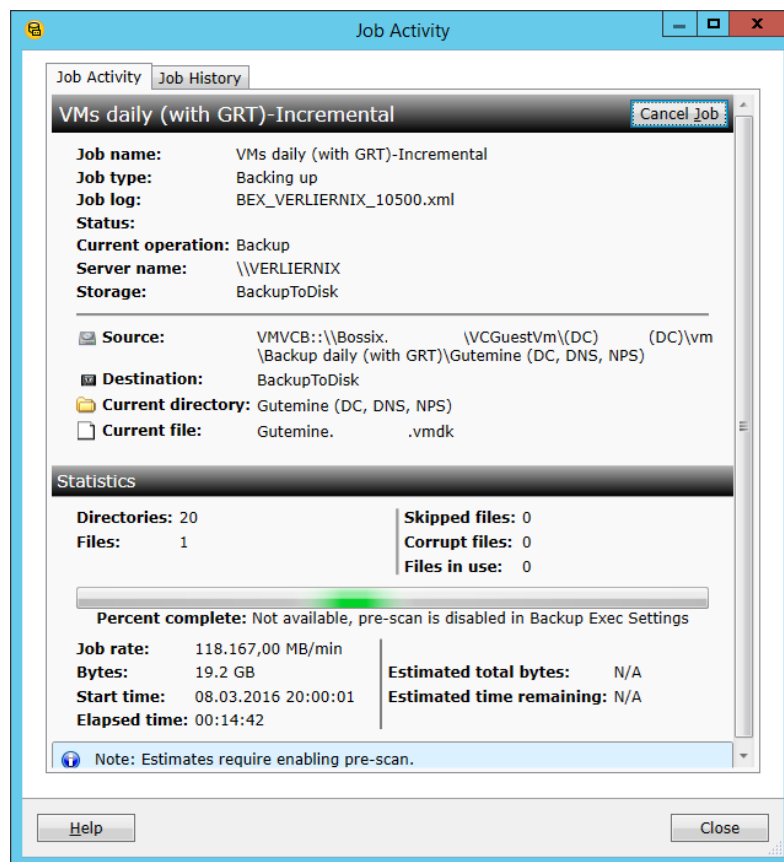 Job Activity
Job Activity Job History
VMs daily (with GRT)-Incremental Cancel Job
Job name: VMs daily (with GRT)-Incremental
Job type: Backing up
Job log: BEX_VERLIERNIX_10500.xml
Status:
Current operation: Backup
Server name: \\VERLIERNIX
Storage: BackupToDisk
Source: VMVCB::\\Bossix. \VCGuestVm\(DC) (DC)\vm
\Backup daily (with GRT)\Gutemine (DC, DNS, NPS)
Destination: BackupToDisk
Current directory: Gutemine (DC, DNS, NPS)
Current file: Gutemine. .vmdk
Statistics
Directories: 20 Skipped files: 0
Files: 1 Corrupt files: 0
Files in use: 0
Percent complete: Not available, pre-scan is disabled in Backup Exec Settings
Job rate: 118.167,00 MB/min
Bytes: 19.2 GB Estimated total bytes: N/A
Start time: 08.03.2016 20:00:01 Estimated time remaining: N/A
Elapsed time: 00:14:42
Note: Estimates require enabling pre-scan.
Help Close